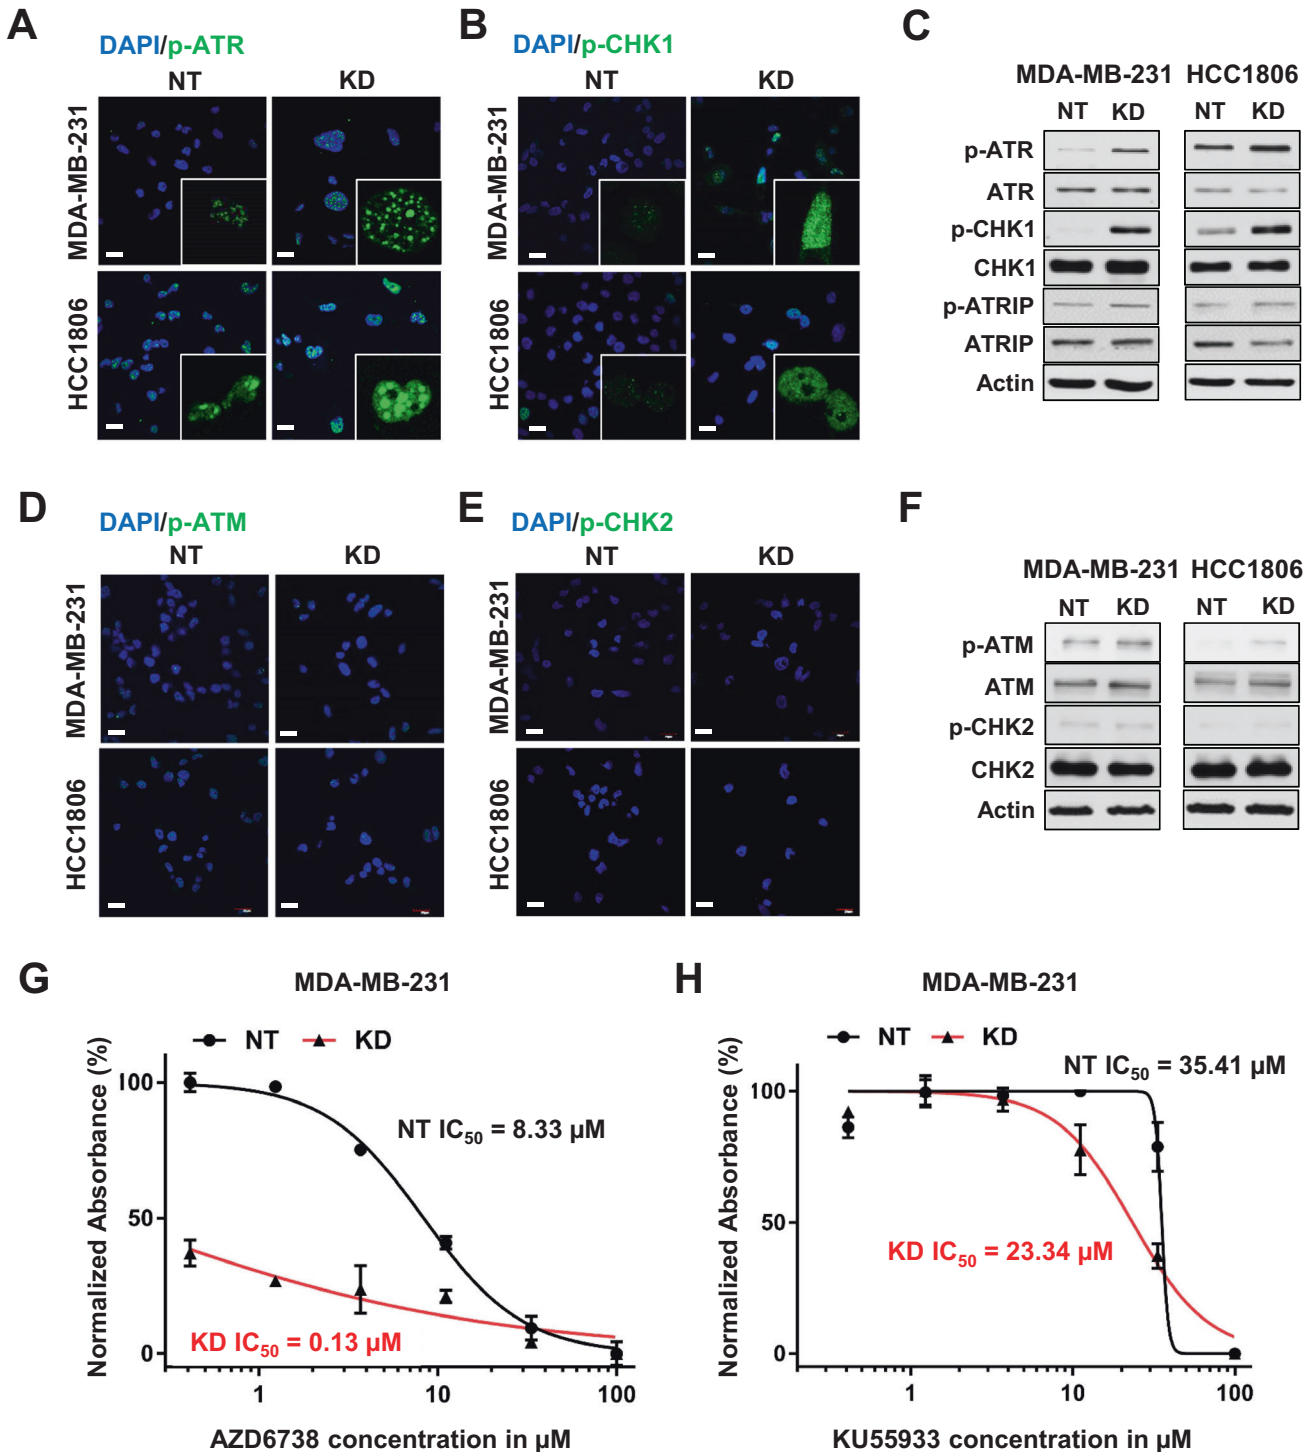 A
DAPI/p-ATR
NT KD
MDA-MB-231
HCC1806
B
DAPI/p-CHK1
NT KD
MDA-MB-231
HCC1806
C
MDA-MB-231 HCC1806
NT KD NT KD
p-ATR
ATR
p-CHK1
CHK1
p-ATRIP
ATRIP
Actin
D
DAPI/p-ATM
NT KD
MDA-MB-231
HCC1806
E
DAPI/p-CHK2
NT KD
MDA-MB-231
HCC1806
F
MDA-MB-231 HCC1806
NT KD NT KD
p-ATM
ATM
p-CHK2
CHK2
Actin
G
MDA-MB-231
NT KD
Normalized Absorbance (%)
100
50
0
NT IC50 = 8.33 µM
KD IC50 = 0.13 µM
1 10 100
AZD6738 concentration in µM
H
MDA-MB-231
NT KD
Normalized Absorbance (%)
100
50
0
NT IC50 = 35.41 µM
KD IC50 = 23.34 µM
1 10 100
KU55933 concentration in µM